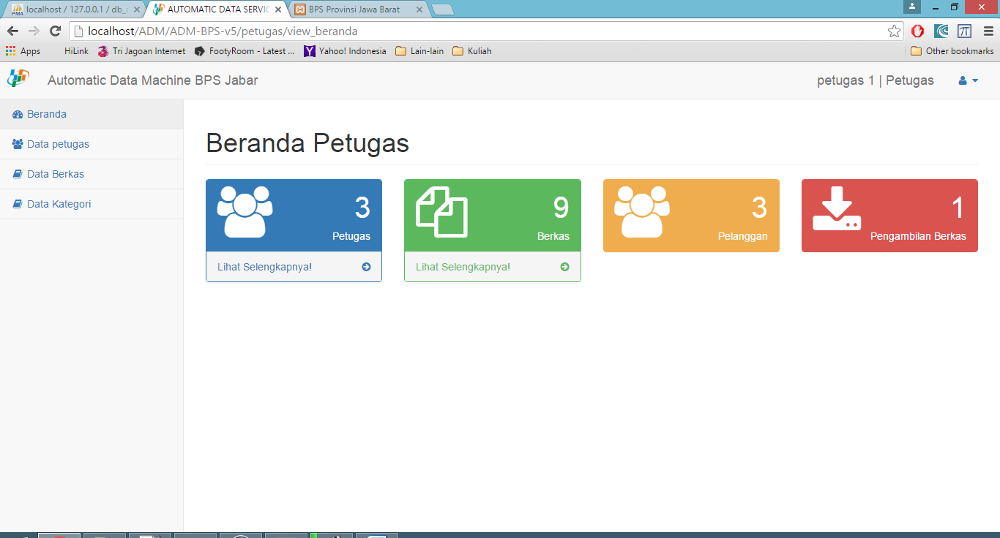 localhost / 127.0.0.1 / db_
AUTOMATIC DATA SERVIC
BPS Provinsi Jawa Barat
localhost/ADM/ADM-BPS-v5/petugas/view_beranda
Apps HiLink Tri Jagoan Internet FootyRoom - Latest ... Yahoo! Indonesia Lain-lain Kuliah Other bookmarks
Automatic Data Machine BPS Jabar petugas 1 | Petugas
Beranda
Data petugas
Data Berkas
Data Kategori
Beranda Petugas
3
Petugas
Lihat Selengkapnya!
9
Berkas
Lihat Selengkapnya!
3
Pelanggan
1
Pengambilan Berkas